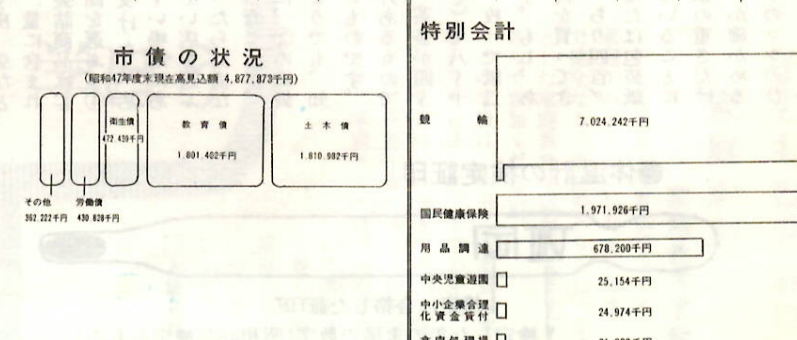 市債の状況
(昭和47年度末現在高見込額 4,877,873千円)
衛生債
472.439千円
教育債
1.801.402千円
土木債
1.810.982千円
その他
362.222千円
労働債
430.828千円
特別会計
競輪
7.024.242千円
国民健康保険
1,971,926千円
用品調達
678.200千円
中央児童遊園
25,154千円
中小企業合理
化資金貸付
24,974千円